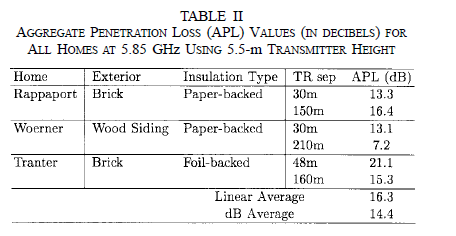 TABLE II
AGGREGATE PENETRATION LOSS (APL) VALUES (IN DECIBELS) FOR
ALL HOMES AT 5.85 GHz USING 5.5-m TRANSMITTER HEIGHT
Home Exterior Insulation Type TR sep APL (dB)
Rappaport Brick Paper-backed 30m 13.3
150m 16.4
Woerner Wood Siding Paper-backed 30m 13.1
210m 7.2
Tranter Brick Foil-backed 48m 21.1
160m 15.3
Linear Average 16.3
dB Average 14.4